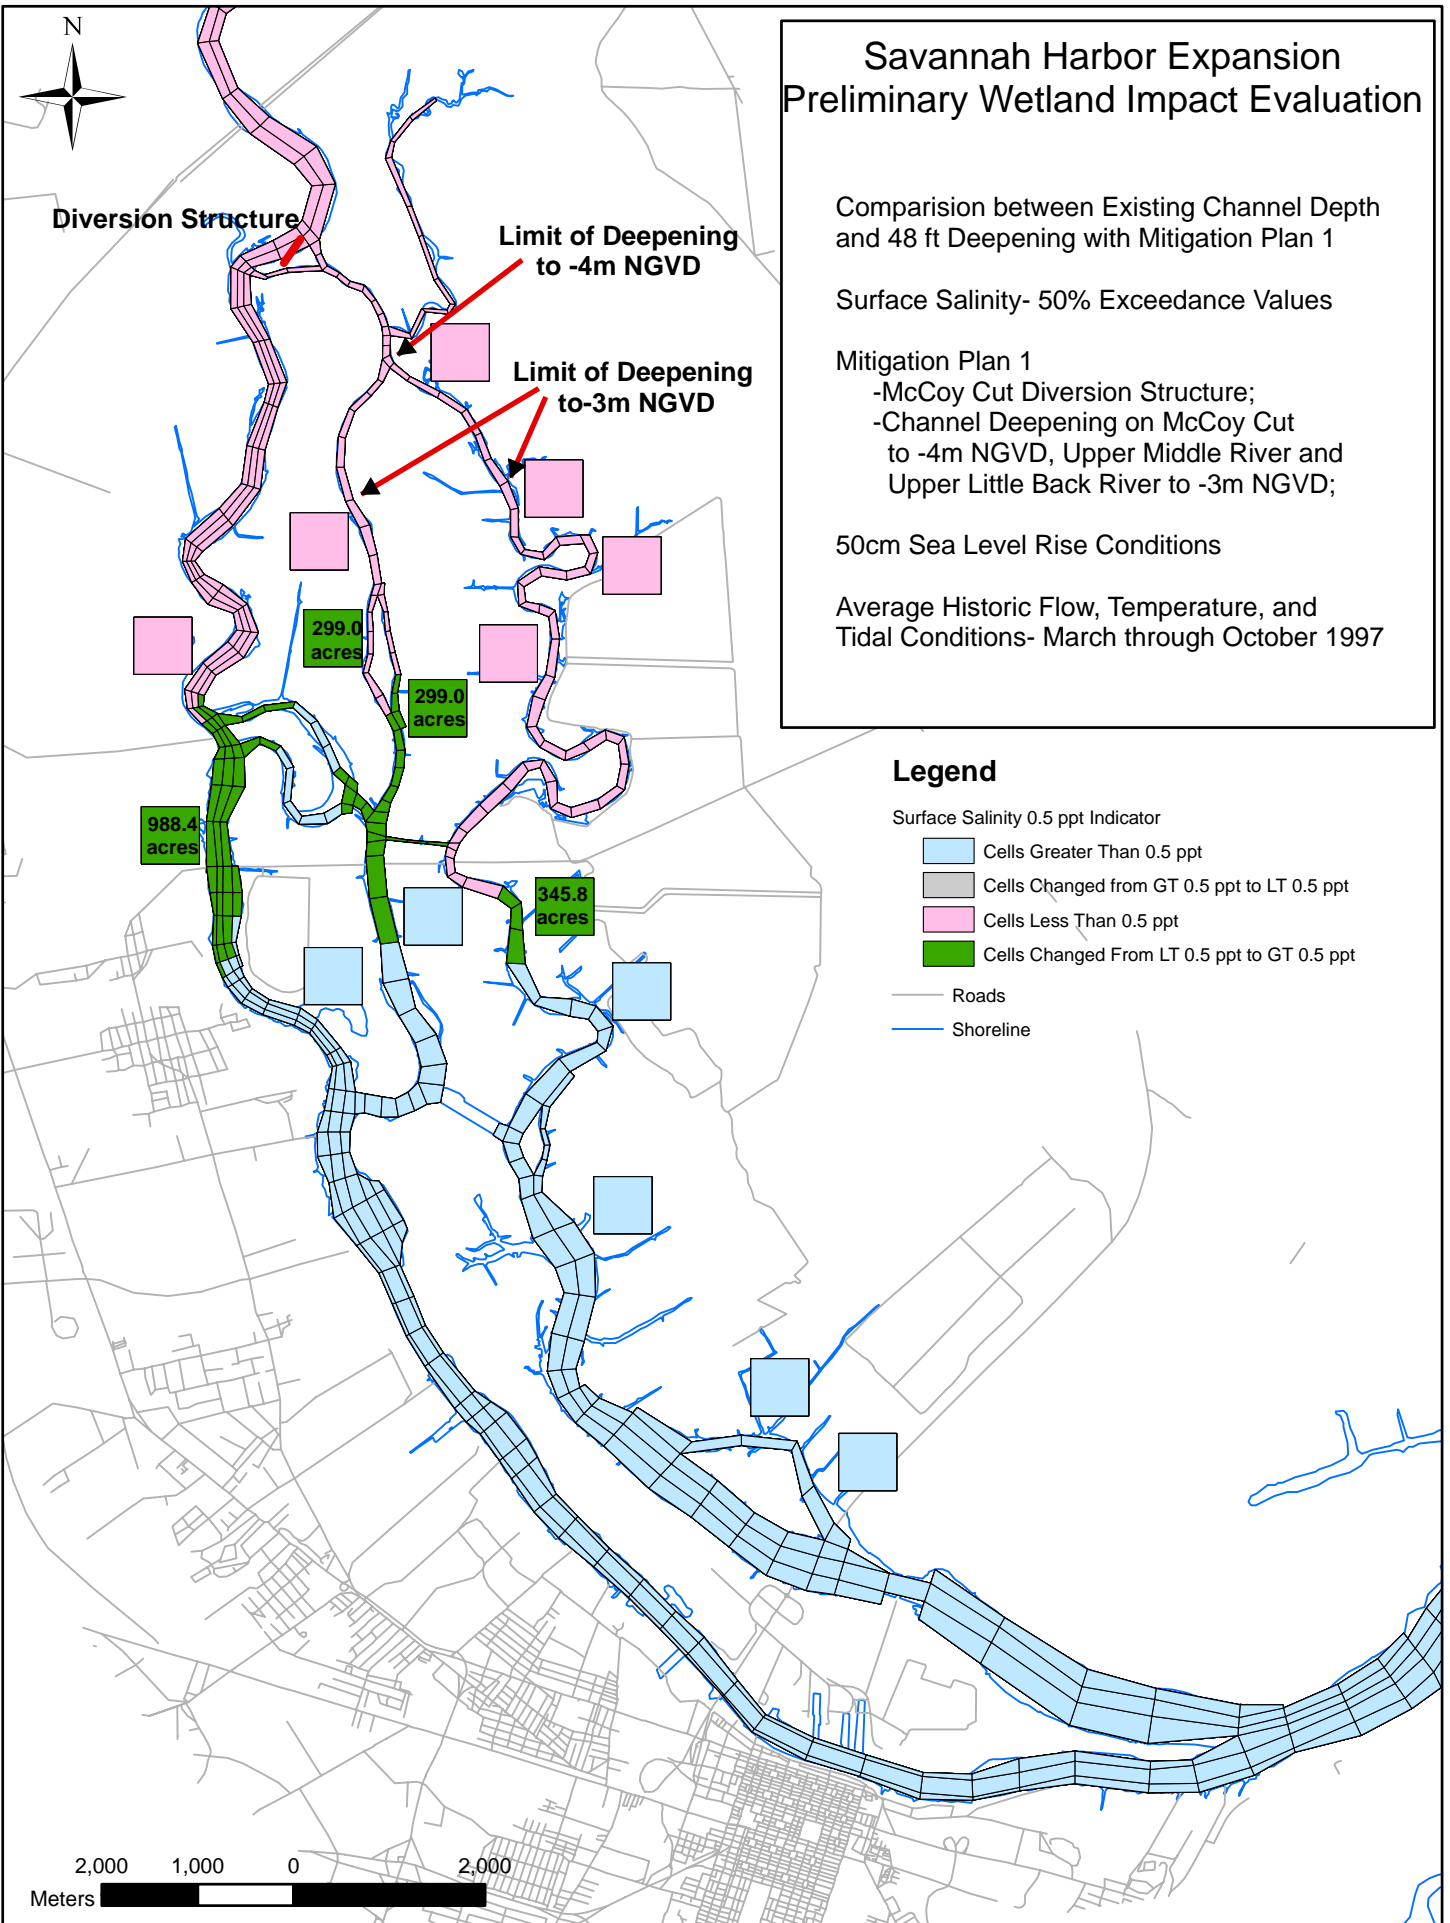 N
Savannah Harbor Expansion
Preliminary Wetland Impact Evaluation
Comparision between Existing Channel Depth
and 48 ft Deepening with Mitigation Plan 1
Surface Salinity- 50% Exceedance Values
Mitigation Plan 1
-McCoy Cut Diversion Structure;
-Channel Deepening on McCoy Cut
to -4m NGVD, Upper Middle River and
Upper Little Back River to -3m NGVD;
50cm Sea Level Rise Conditions
Average Historic Flow, Temperature, and
Tidal Conditions- March through October 1997
Diversion Structure
Limit of Deepening
to -4m NGVD
Limit of Deepening
to-3m NGVD
299.0
acres
299.0
acres
988.4
acres
345.8
acres
Legend
Surface Salinity 0.5 ppt Indicator
Cells Greater Than 0.5 ppt
Cells Changed from GT 0.5 ppt to LT 0.5 ppt
Cells Less Than 0.5 ppt
Cells Changed From LT 0.5 ppt to GT 0.5 ppt
Roads
Shoreline
2,000 1,000 0 2,000
Meters